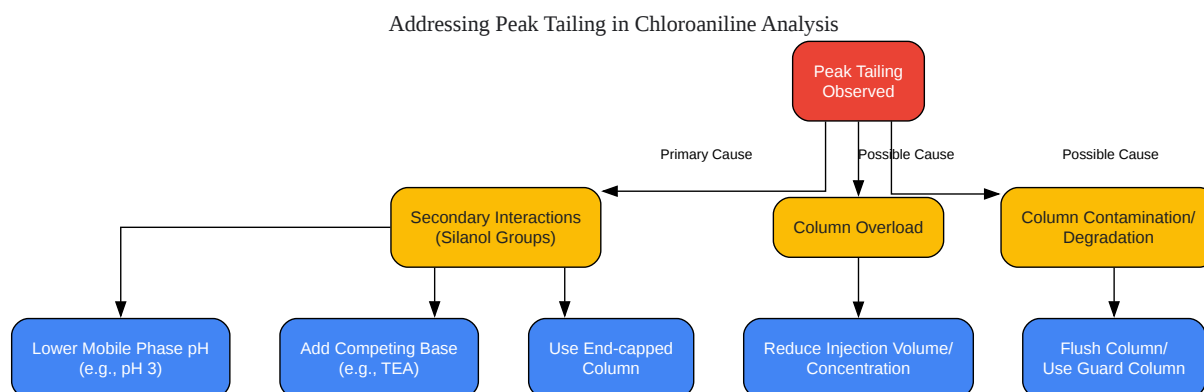 Addressing Peak Tailing in Chloroaniline Analysis
Peak Tailing
Observed
Primary Cause
Possible Cause
Possible Cause
Secondary Interactions
(Silanol Groups)
Column Overload
Column Contamination/
Degradation
Lower Mobile Phase pH
(e.g., pH 3)
Add Competing Base
(e.g., TEA)
Use End-capped
Column
Reduce Injection Volume/
Concentration
Flush Column/
Use Guard Column